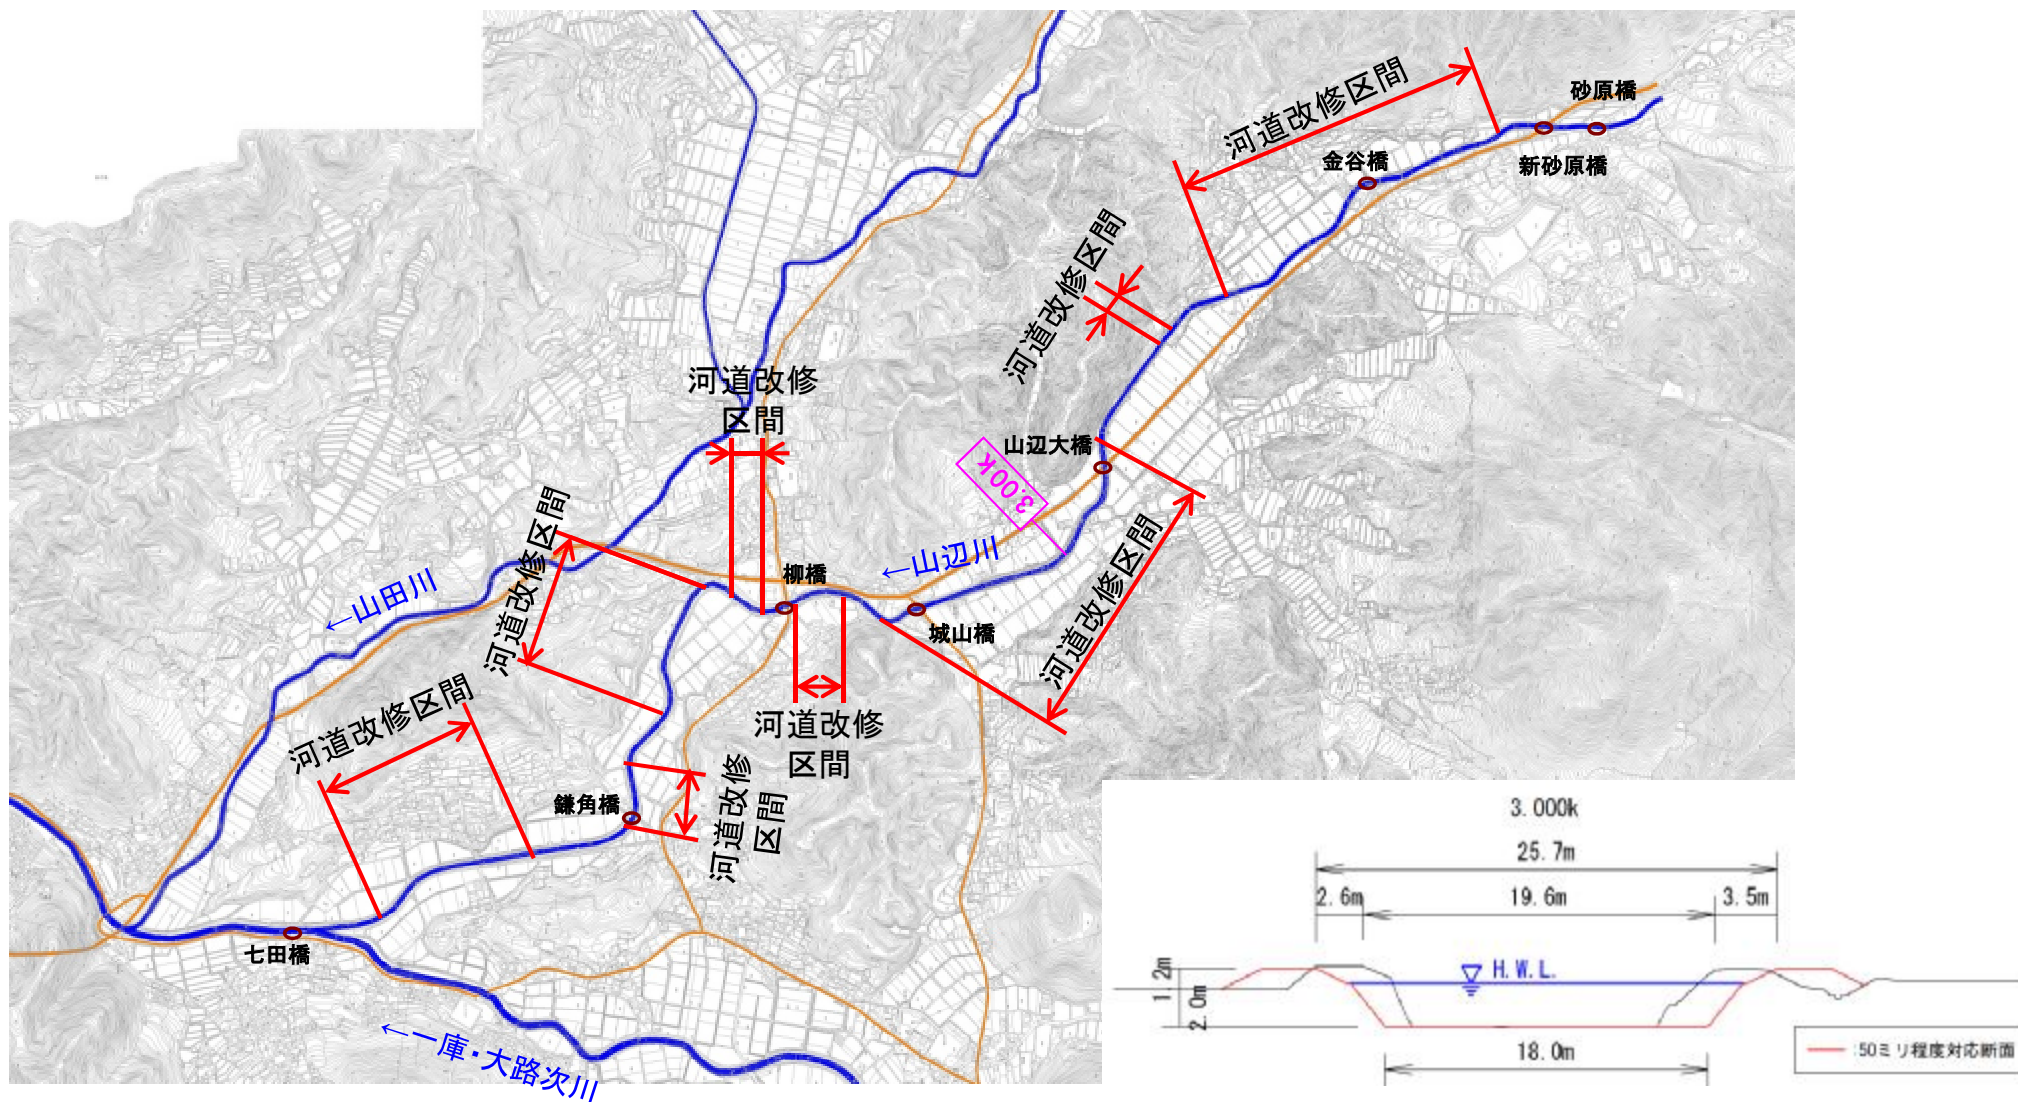 砂原橋
河道改修区間
金谷橋
新砂原橋
河道改修区間
河道改修
区間
山辺大橋
3.00k
河道改修区間
←山辺川
柳橋
←山田川
城山橋
河道改修区間
河道改修区間
河道改修
区間
河道改修
区間
鎌角橋
七田橋
←一庫・大路次川
3.000k
25.7m
2.6m
19.6m
3.5m
H.W.L.
1.2m
2.0m
18.0m
50ミリ程度対応断面